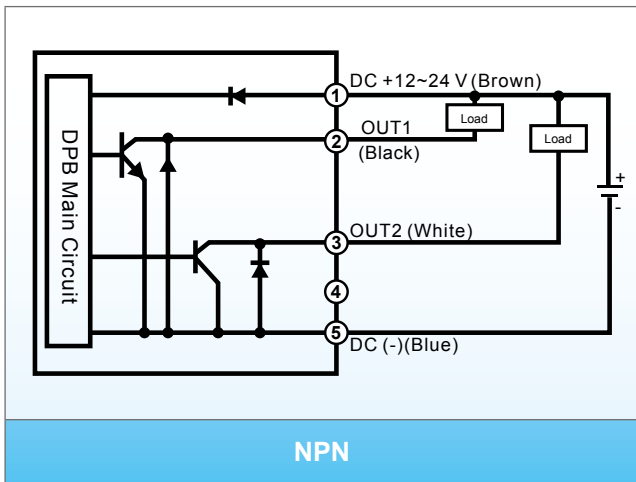 DC +12~24 V (Brown)
1
Load
OUT1
2
(Black)
Load
DPB Main Circuit
+
-
OUT2 (White)
3
4
5
DC (-)(Blue)
NPN